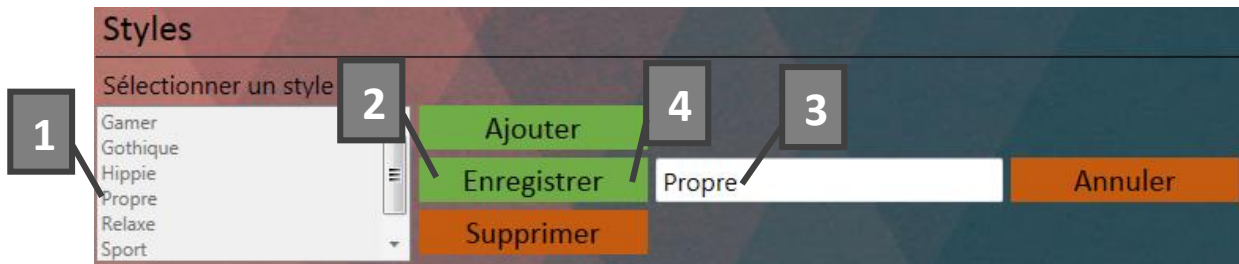 Styles
Sélectionner un style
1
Gamer
Gothique
Hippie
Propre
Relaxe
Sport
2
4
3
Ajouter
Enregistrer
Propre
Annuler
Supprimer